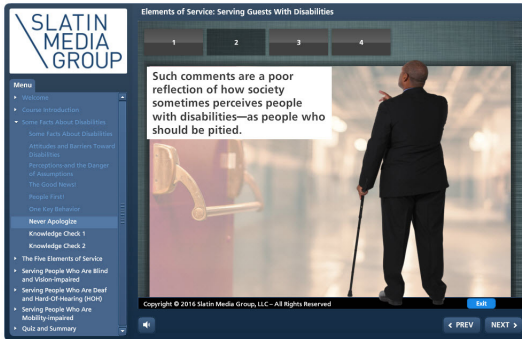 SLATIN
MEDIA
GROUP
Elements of Service: Serving Guests With Disabilities
1
2
3
4
Menu
Welcome
Course Introduction
Some Facts About Disabilities
Some Facts About Disabilities
Attitudes and Barriers Toward
Disabilities
Perceptions-and the Danger
of Assumptions
The Good News!
People First!
One Key Behavior
Never Apologize
Knowledge Check 1
Knowledge Check 2
The Five Elements of Service
Serving People Who Are Blind
and Vision-impaired
Serving People Who Are Deaf
and Hard-Of-Hearing (HOH)
Serving People Who Are
Mobility-impaired
Quiz and Summary
Such comments are a poor
reflection of how society
sometimes perceives people
with disabilities—as people who
should be pitied.
Copyright © 2016 Slatin Media Group, LLC – All Rights Reserved
Exit
PREV
NEXT